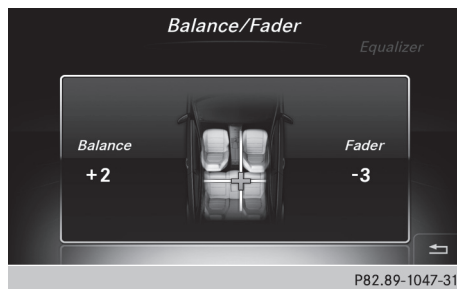 Balance/Fader
Equalizer
Balance
Fader
+2
-3
P82.89-1047-31